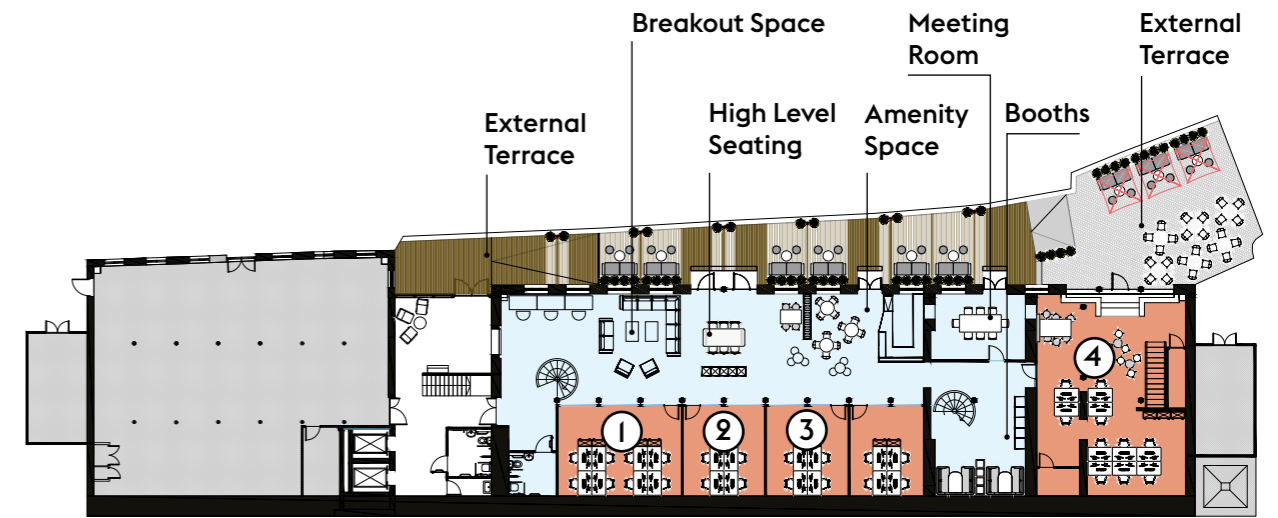 Breakout Space
Meeting
Room
External
Terrace
High Level
Seating
Amenity
Space
Booths
External
Terrace
1
2
3
4